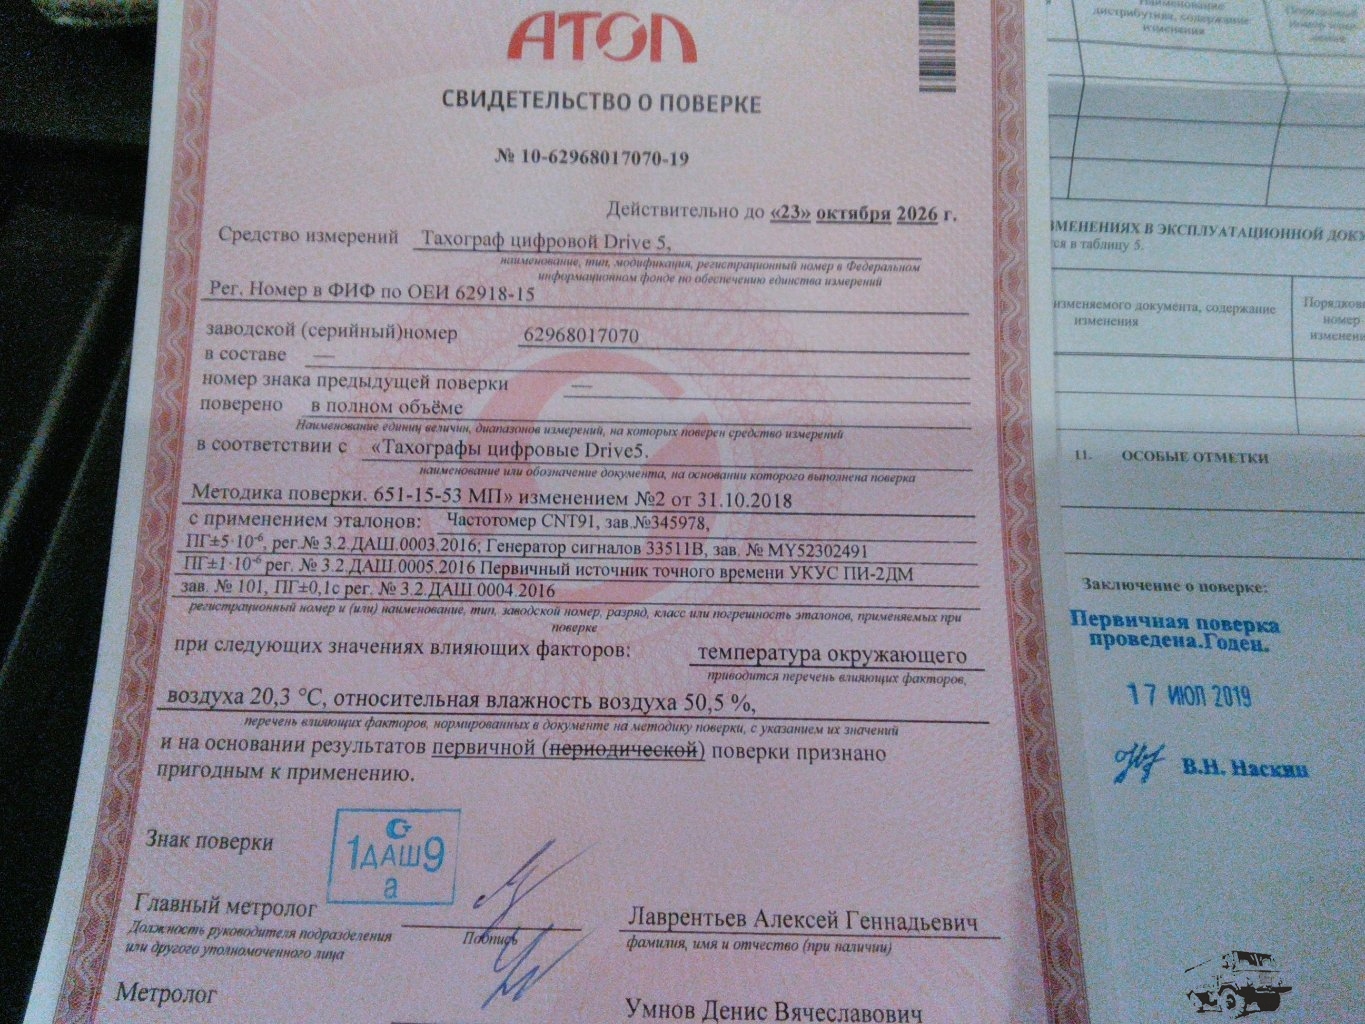 АТОЛ
СВИДЕТЕЛЬСТВО О ПОВЕРКЕ
№ 10-62968017070-19
Действительно до «23» октября 2026 г.
Средство измерений Тахограф цифровой Drive 5,
наименование, тип, модификация, регистрационный номер в Федеральном
информационном фонде по обеспечению единства измерений
Рег. Номер в ФИФ по ОЕИ 62918-15
заводской (серийный)номер 62968017070
в составе —
номер знака предыдущей поверки —
поверено в полном объёме
Наименование единиц величин, диапазонов измерений, на которых поверен средство измерений
в соответствии с «Тахографы цифровые Drive5.
наименование или обозначение документа, на основании которого выполнена поверка
Методика поверки. 651-15-53 МП» изменением №2 от 31.10.2018
с применением эталонов: Частотомер CNT91, зав.№345978,
ПГ±5·10⁻⁶, рег.№ 3.2.ДАШ.0003.2016; Генератор сигналов 33511В, зав. № MY52302491
ПГ±1·10⁻⁶ рег. № 3.2.ДАШ.0005.2016 Первичный источник точного времени УКУС ПИ-2ДМ
зав. № 101, ПГ±0,1с рег. № 3.2.ДАШ.0004.2016
регистрационный номер и (или) наименование, тип, заводской номер, разряд, класс или погрешность эталонов, применяемых при
поверке
при следующих значениях влияющих факторов: температура окружающего
приводится перечень влияющих факторов,
воздуха 20,3 °С, относительная влажность воздуха 50,5 %,
перечень влияющих факторов, нормированных в документе на методику поверки, с указанием их значений
и на основании результатов первичной (периодической) поверки признано
пригодным к применению.
Знак поверки
1ДАШ9
а
Главный метролог
Лаврентьев Алексей Геннадьевич
Должность руководителя подразделения
или другого уполномоченного лица
Подпись
фамилия, имя и отчество (при наличии)
Метролог
Умнов Денис Вячеславович
Наименование
дистрибутива, содержание
изменения
ЗМЕНЕНИЯХ В ЭКСПЛУАТАЦИОННОЙ ДОКУ
ся в таблицу 5.
изменяемого документа, содержание
изменения
Порядковы
номер
изменени
11. ОСОБЫЕ ОТМЕТКИ
Заключение о поверке:
Первичная поверка
проведена.Годен.
17 ИЮЛ 2019
В.Н. Наскин